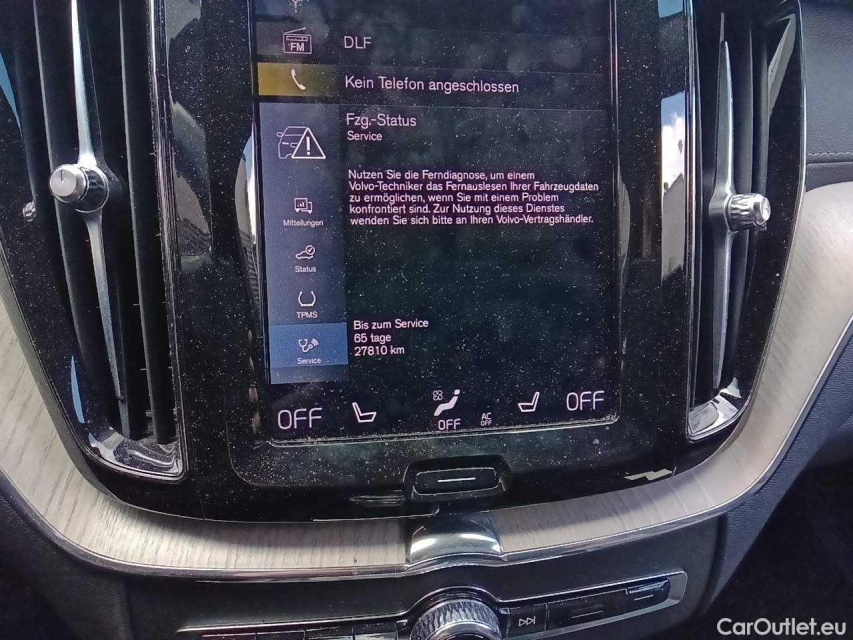 FM
DLF
Kein Telefon angeschlossen
Fzg.-Status
Service
Nutzen Sie die Ferndiagnose, um einem
Volvo-Techniker das Fernauslesen Ihrer Fahrzeugdaten
zu ermöglichen, wenn Sie mit einem Problem
konfrontiert sind. Zur Nutzung dieses Dienstes
wenden Sie sich bitte an Ihren Volvo-Vertragshändler.
Mitteilungen
Status
TPMS
Service
Bis zum Service
65 tage
27810 km
OFF
OFF
AC
OFF
OFF
CarOutlet.eu